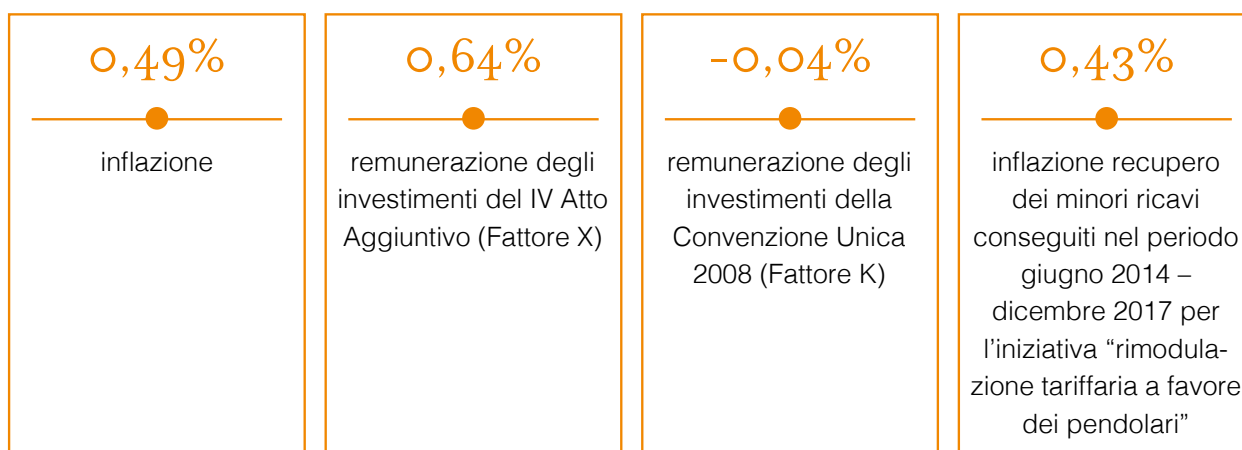 0,49%
inflazione
0,64%
remunerazione degli
investimenti del IV Atto
Aggiuntivo (Fattore X)
-0,04%
remunerazione degli
investimenti della
Convenzione Unica
2008 (Fattore K)
0,43%
inflazione recupero
dei minori ricavi
conseguiti nel periodo
giugno 2014 –
dicembre 2017 per
l’iniziativa “rimodula-
zione tariffaria a favore
dei pendolari”